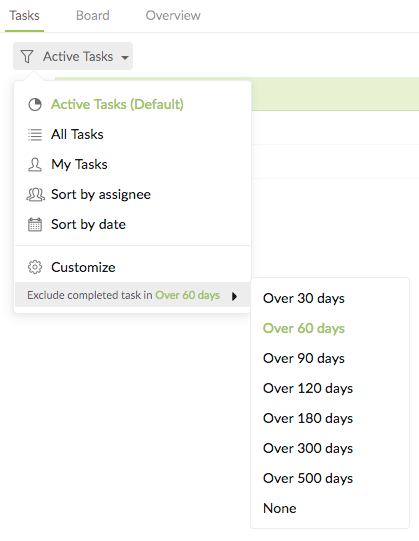 Tasks Board Overview
Active Tasks
Active Tasks (Default)
All Tasks
My Tasks
Sort by assignee
Sort by date
Customize
Exclude completed task in Over 60 days
Over 30 days
Over 60 days
Over 90 days
Over 120 days
Over 180 days
Over 300 days
Over 500 days
None